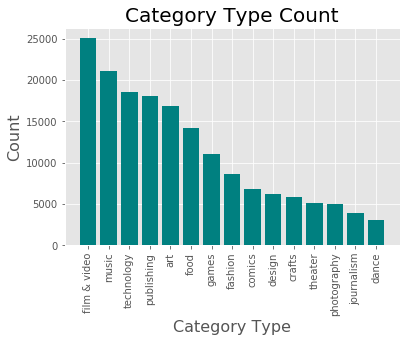 Category Type Count
Count
25000
20000
15000
10000
5000
0
film & video
music
technology
publishing
art
food
games
fashion
comics
design
crafts
theater
photography
journalism
dance
Category Type